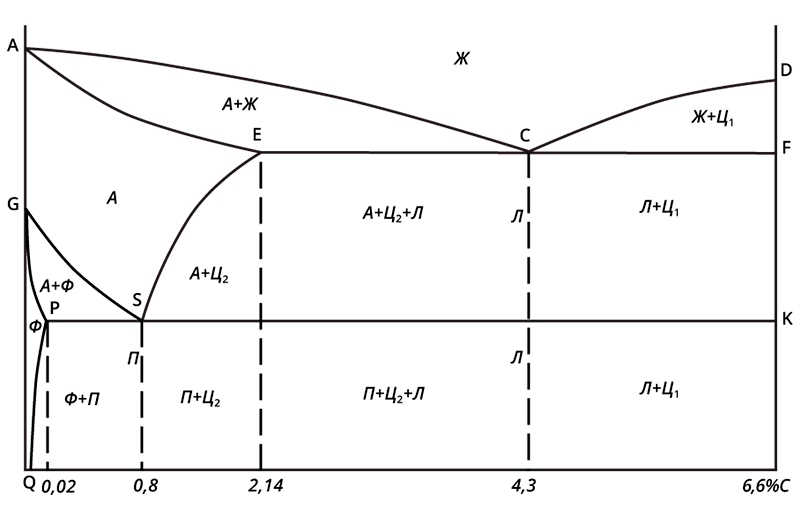 A
Ж
D
А+Ж
Ж+Ц₁
E
C
F
А
G
А+Ц₂+Л
Л
Л+Ц₁
А+Ц₂
А+Ф
P
S
K
Ф
П
Л
Ф+П
П+Ц₂
П+Ц₂+Л
Л+Ц₁
Q 0,02 0,8 2,14 4,3 6,6%C